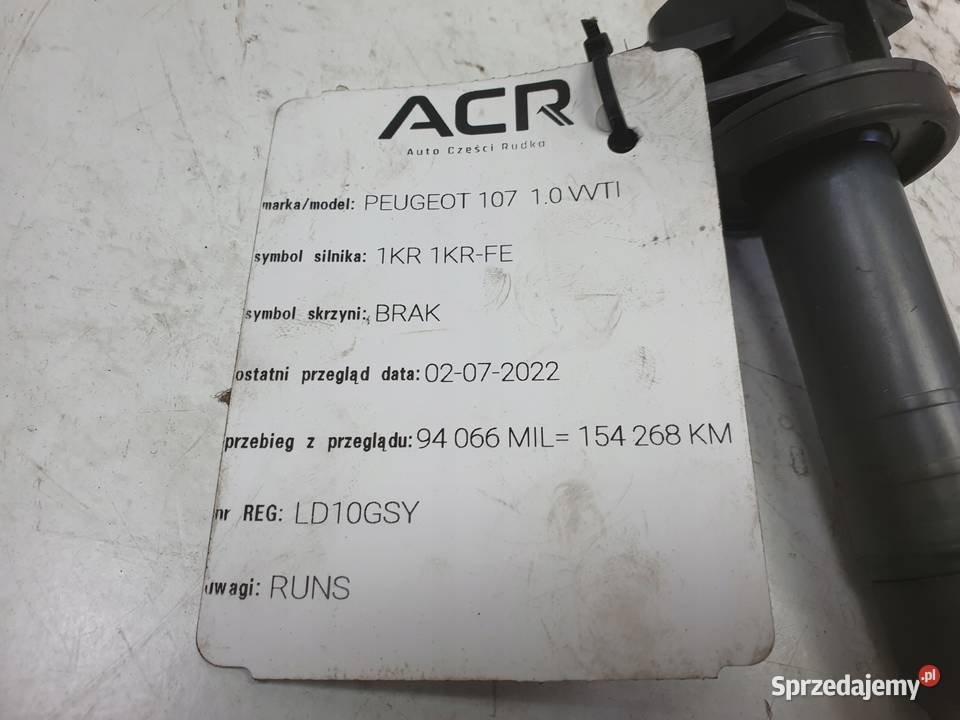 ACR
Auto Części Rudka
marka/model: PEUGEOT 107 1.0 VVTI
symbol silnika: 1KR 1KR-FE
symbol skrzyni: BRAK
ostatni przegląd data: 02-07-2022
przebieg z przeglądu: 94 066 MIL= 154 268 KM
nr REG: LD10GSY
uwagi: RUNS
Sprzedajemy.pl